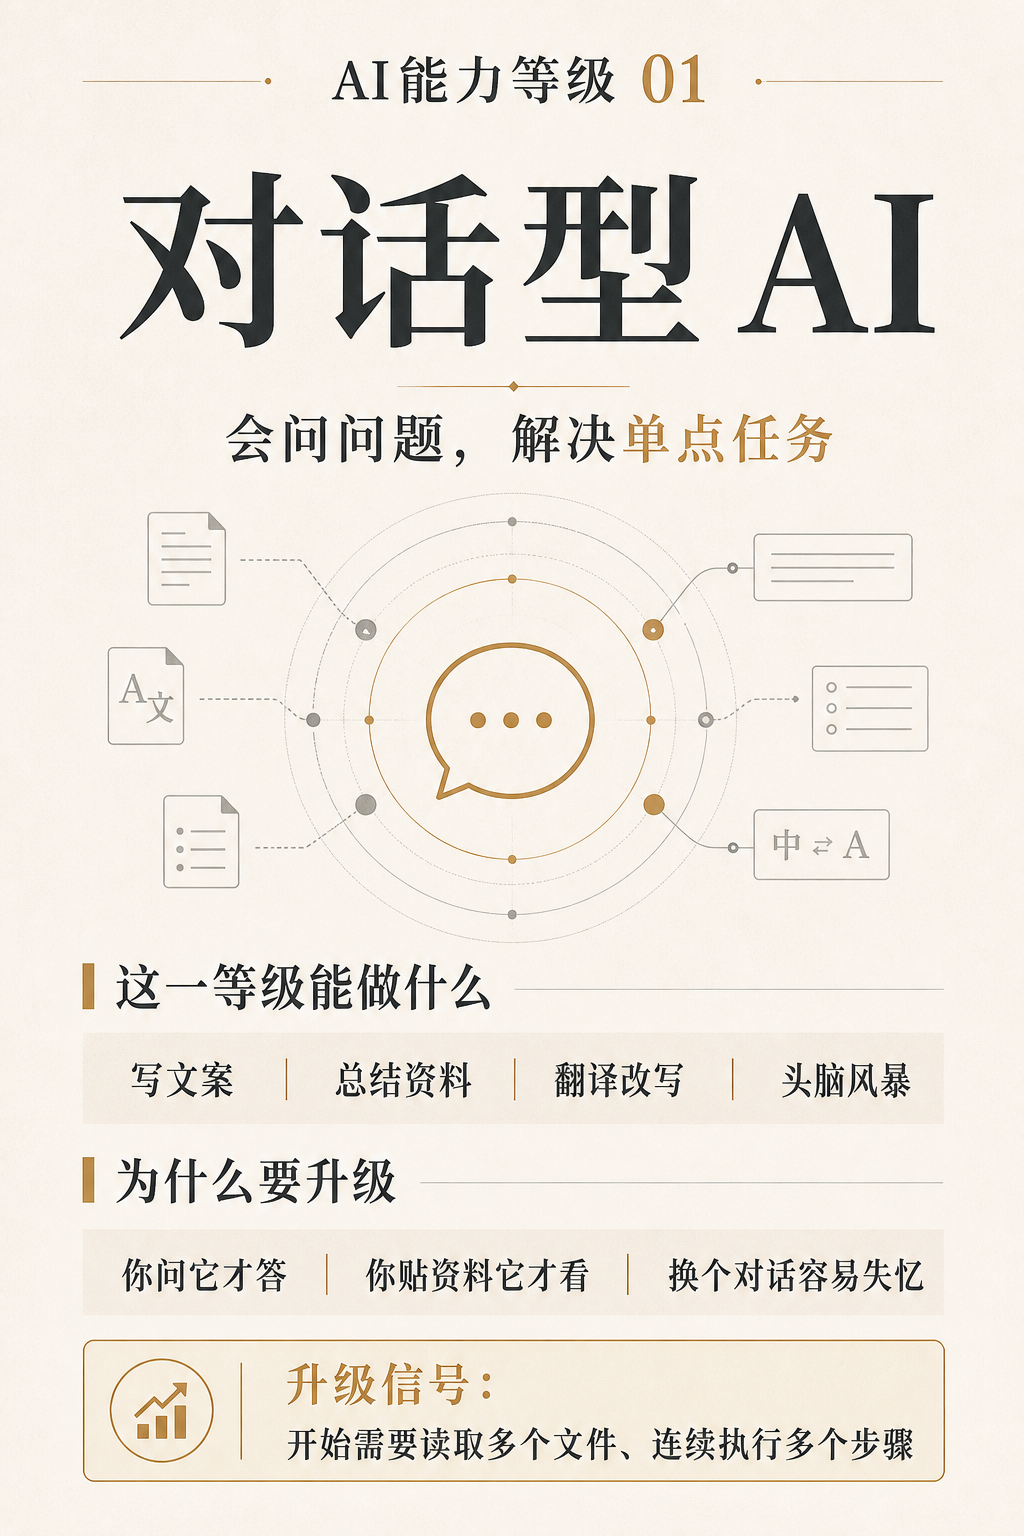 AI能力等级 01
对话型 AI
会问问题，解决单点任务
A文
中 ⇄ A
这一等级能做什么
写文案 总结资料 翻译改写 头脑风暴
为什么要升级
你问它才答 你贴资料它才看 换个对话容易失忆
升级信号：
开始需要读取多个文件、连续执行多个步骤